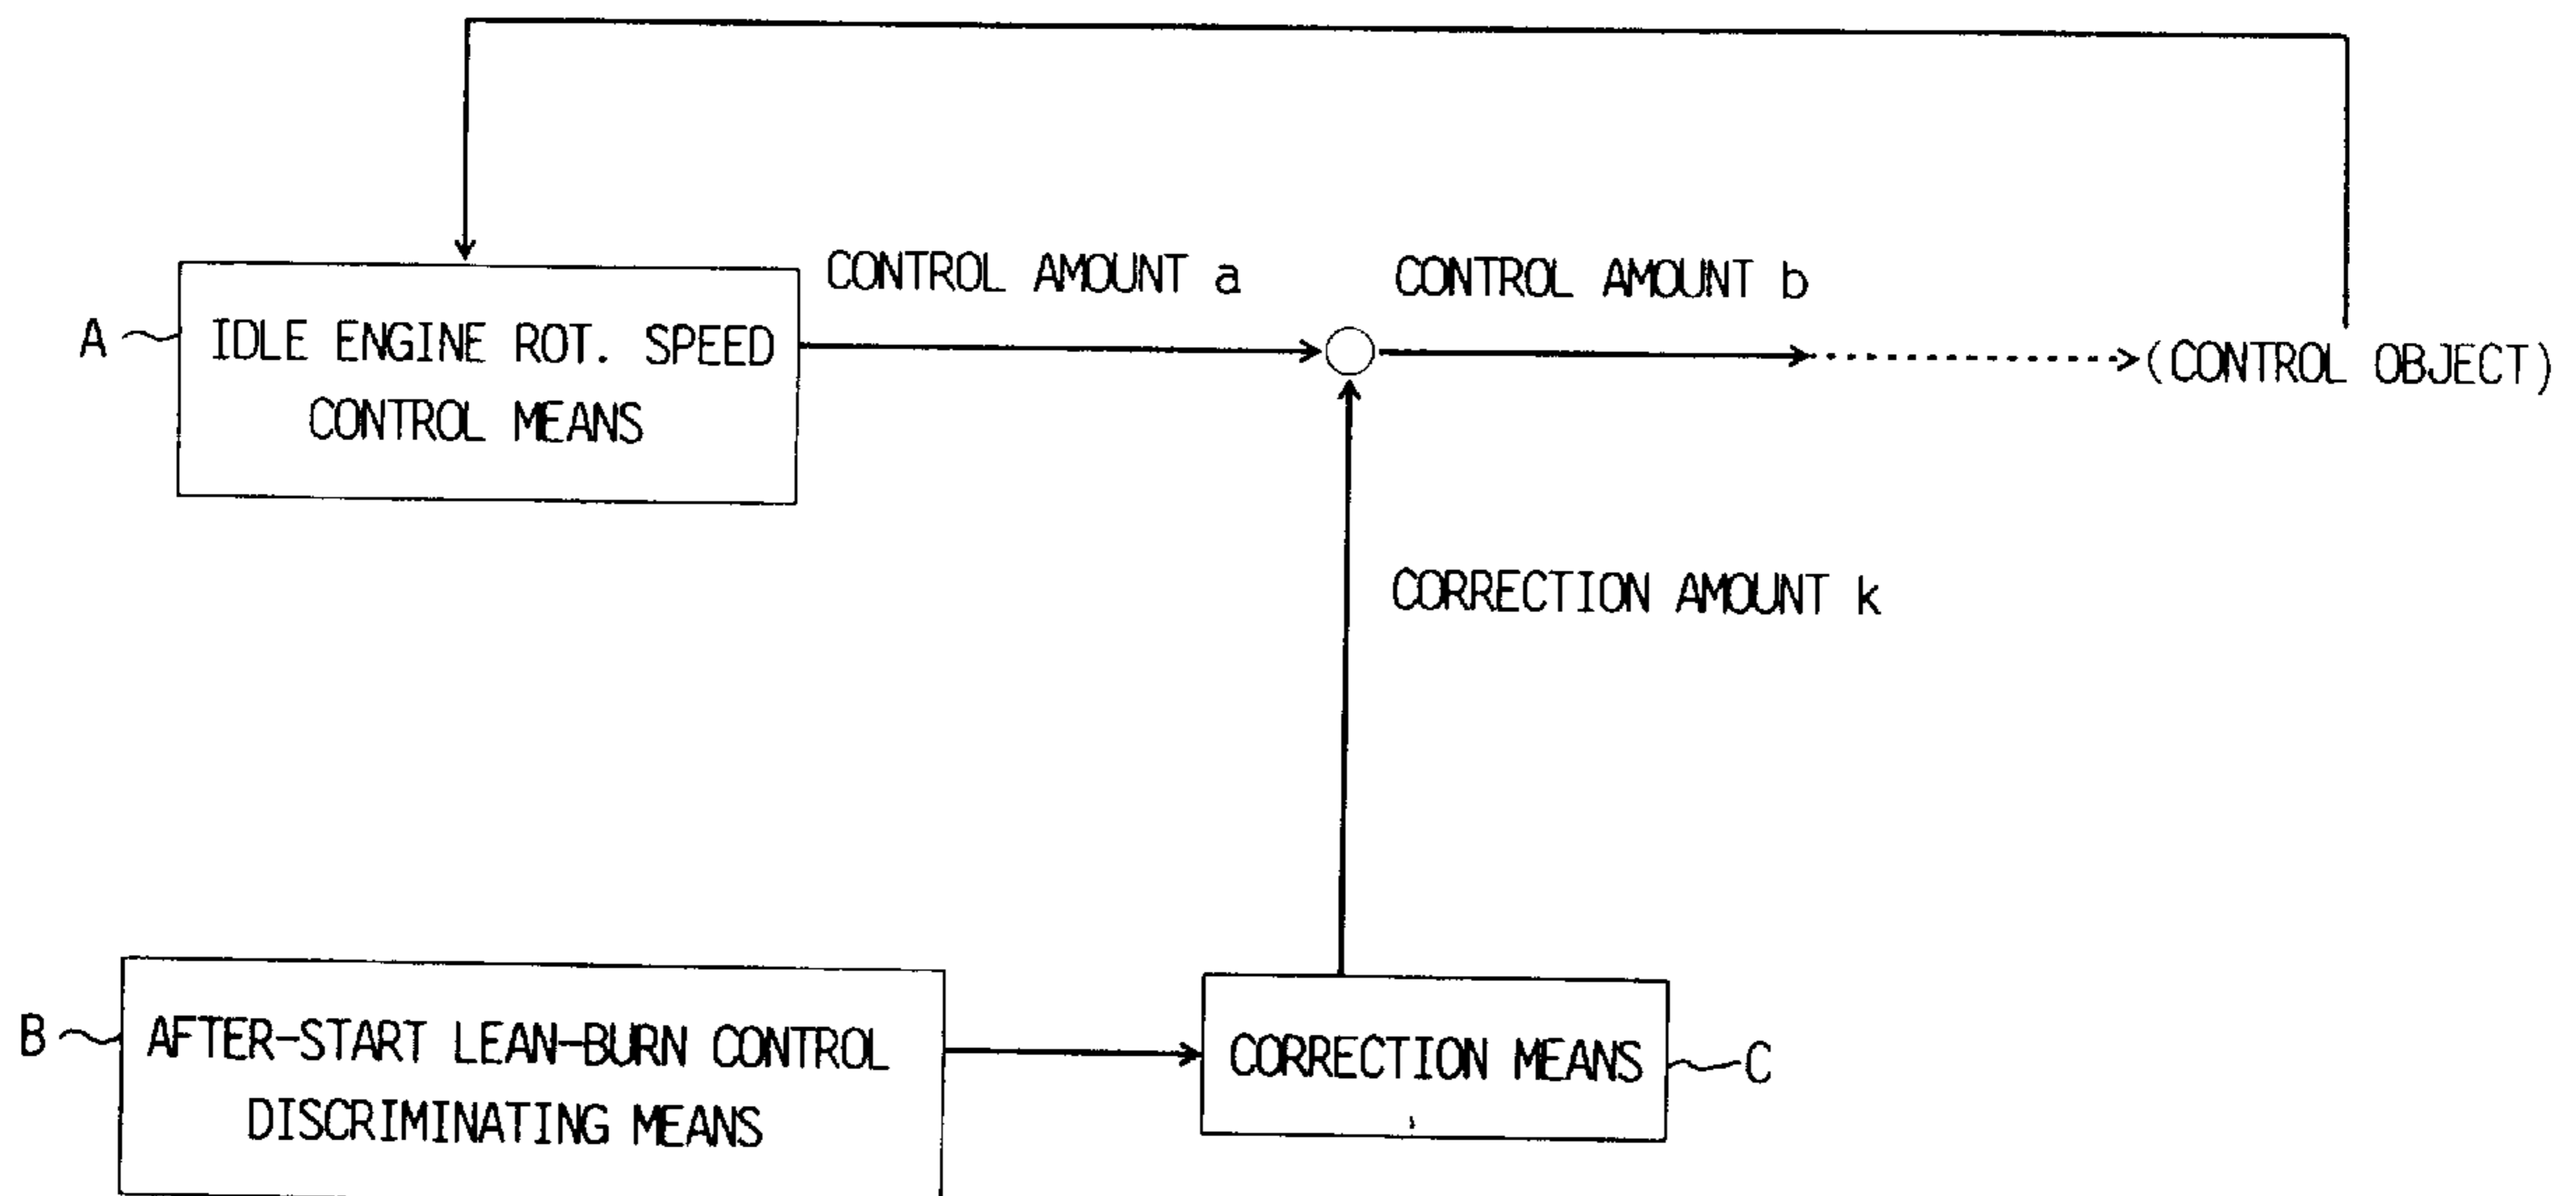 CONTROL AMOUNT a
CONTROL AMOUNT b
A
IDLE ENGINE ROT. SPEED
CONTROL MEANS
(CONTROL OBJECT)
CORRECTION AMOUNT k
B
AFTER-START LEAN-BURN CONTROL
DISCRIMINATING MEANS
CORRECTION MEANS
C